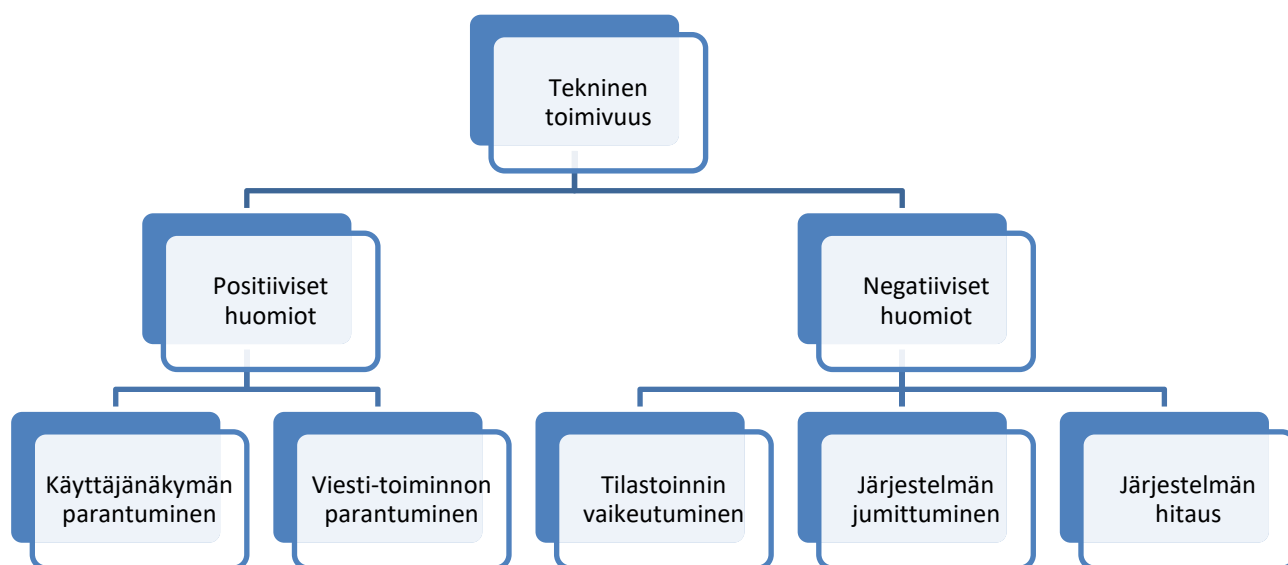 Tekninen
toimivuus
Positiiviset
huomiot
Negatiiviset
huomiot
Käyttäjänäkymän
parantuminen
Viesti-toiminnon
parantuminen
Tilastoinnin
vaikeutuminen
Järjestelmän
jumittuminen
Järjestelmän
hitaus